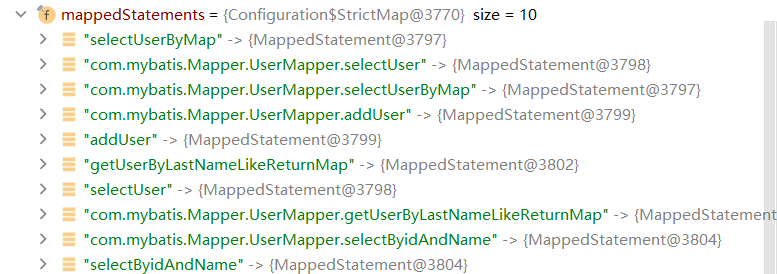 mappedStatements = {Configuration$StrictMap@3770} size = 10
"selectUserByMap" -> {MappedStatement@3797}
"com.mybatis.Mapper.UserMapper.selectUser" -> {MappedStatement@3798}
"com.mybatis.Mapper.UserMapper.selectUserByMap" -> {MappedStatement@3797}
"com.mybatis.Mapper.UserMapper.addUser" -> {MappedStatement@3799}
"addUser" -> {MappedStatement@3799}
"getUserByLastNameLikeReturnMap" -> {MappedStatement@3802}
"selectUser" -> {MappedStatement@3798}
"com.mybatis.Mapper.UserMapper.getUserByLastNameLikeReturnMap" -> {MappedStatement
"com.mybatis.Mapper.UserMapper.selectByidAndName" -> {MappedStatement@3804}
"selectByidAndName" -> {MappedStatement@3804}